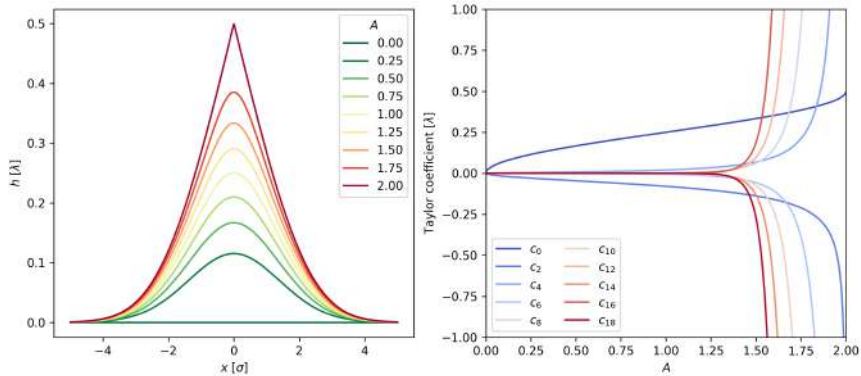 0.5
0.4
0.3
0.2
0.1
0.0
h [λ]
−4
−2
0
2
4
x [σ]
A
0.00
0.25
0.50
0.75
1.00
1.25
1.50
1.75
2.00
1.00
0.75
0.50
0.25
0.00
−0.25
−0.50
−0.75
−1.00
Taylor coefficient [λ]
c₀
c₂
c₄
c₆
c₈
c₁₀
c₁₂
c₁₄
c₁₆
c₁₈
0.00
0.25
0.50
0.75
1.00
1.25
1.50
1.75
2.00
A